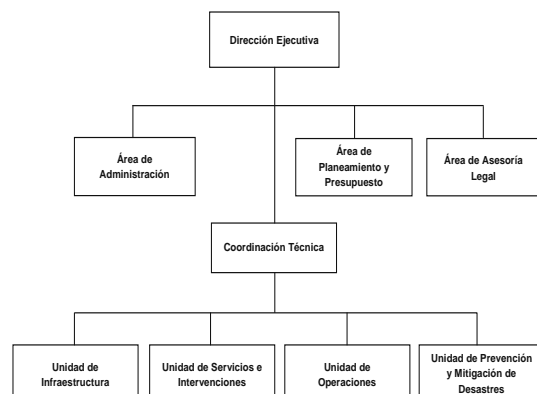 Dirección Ejecutiva
Área de
Administración
Área de
Planeamiento y
Presupuesto
Área de Asesoría
Legal
Coordinación Técnica
Unidad de
Infraestructura
Unidad de Servicios e
Intervenciones
Unidad de
Operaciones
Unidad de Prevención
y Mitigación de
Desastres